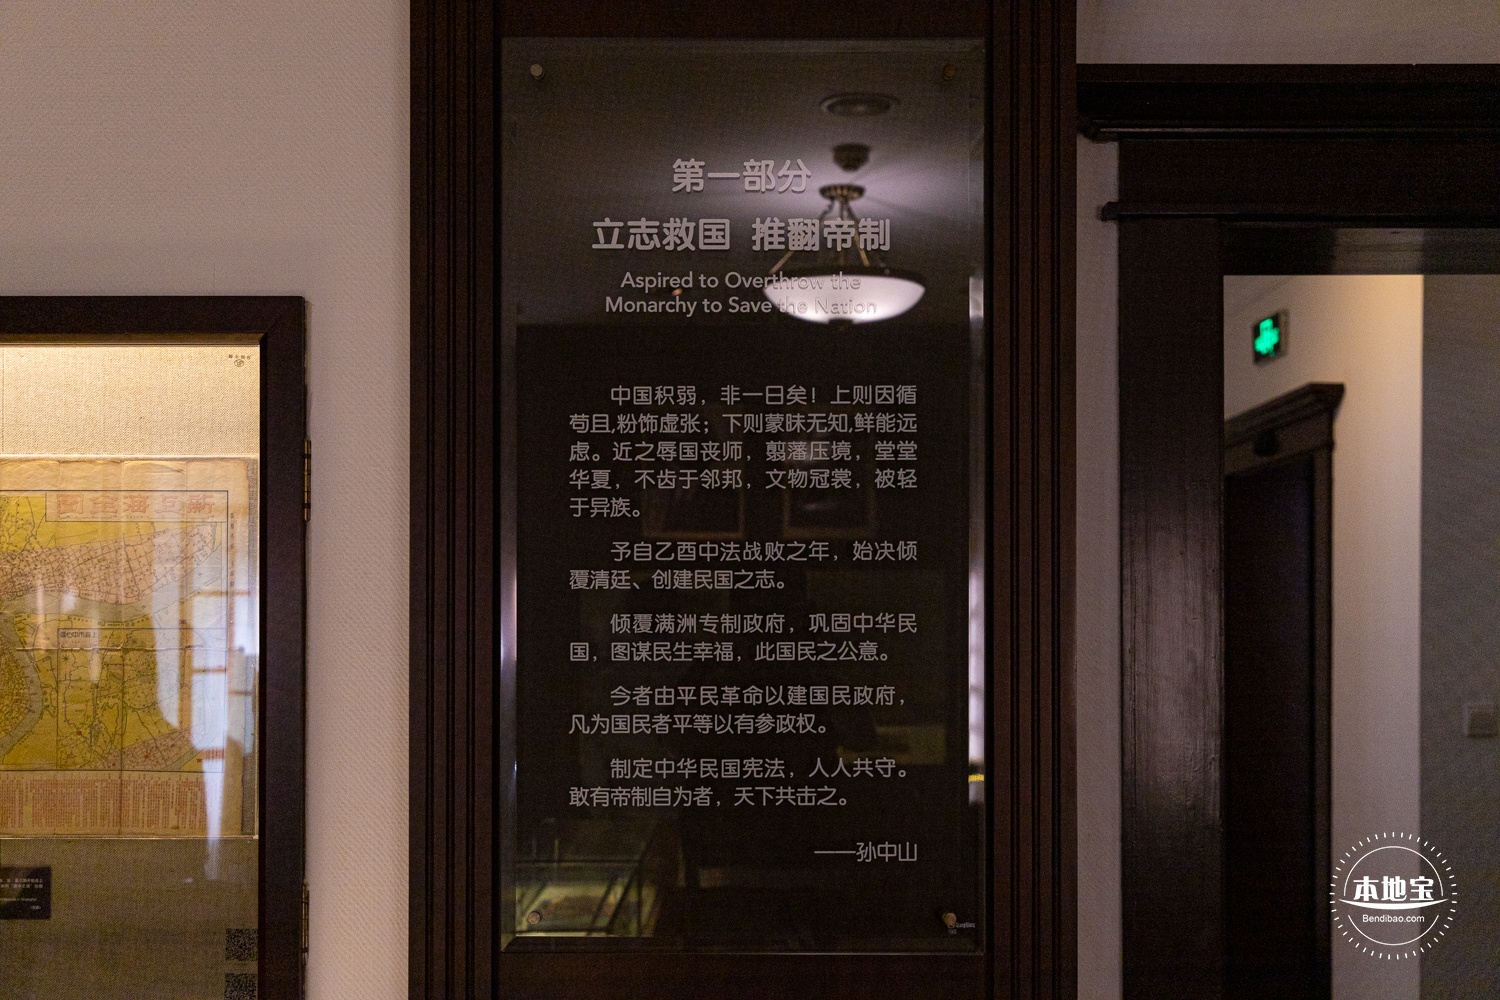 第一部分
立志救国 推翻帝制
Aspired to Overthrow the
Monarchy to Save the Nation
中国积弱，非一日矣！上则因循
苟且,粉饰虚张；下则蒙昧无知,鲜能远
虑。近之辱国丧师，翦藩压境，堂堂
华夏，不齿于邻邦，文物冠裳，被轻
于异族。
予自乙酉中法战败之年，始决倾
覆清廷、创建民国之志。
倾覆满洲专制政府，巩固中华民
国，图谋民生幸福，此国民之公意。
今者由平民革命以建国民政府，
凡为国民者平等以有参政权。
制定中华民国宪法，人人共守。
敢有帝制自为者，天下共击之。
——孙中山
本地宝
Bendibao.com